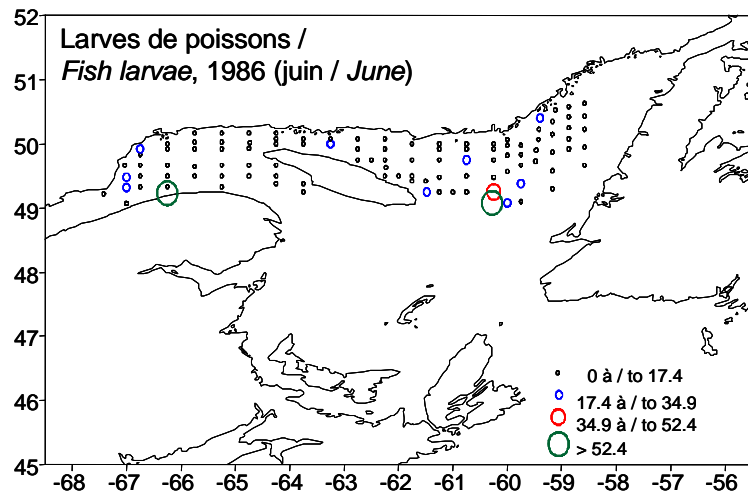 Larves de poissons /
Fish larvae, 1986 (juin / June)
52
51
50
49
48
47
46
45
0 à / to 17.4
17.4 à / to 34.9
34.9 à / to 52.4
> 52.4
-68 -67 -66 -65 -64 -63 -62 -61 -60 -59 -58 -57 -56